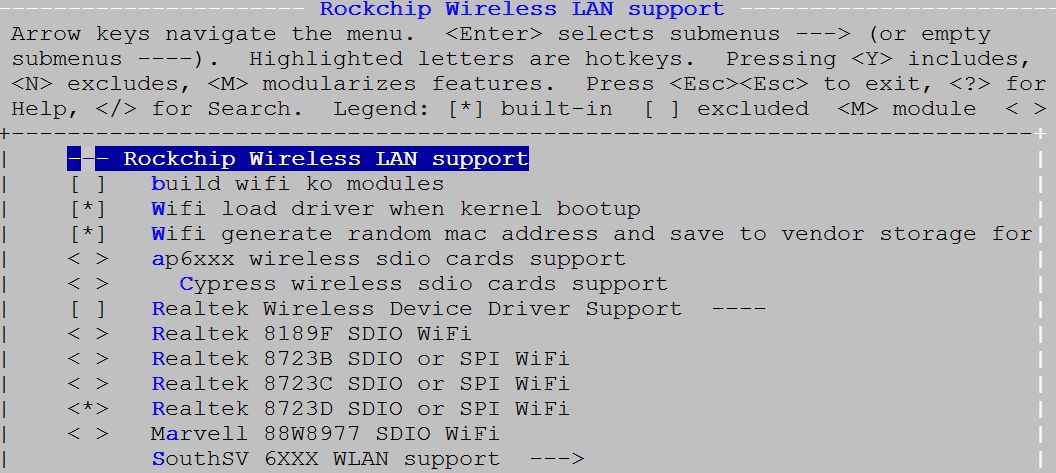 Rockchip Wireless LAN support
Arrow keys navigate the menu.  <Enter> selects submenus ---> (or empty
submenus ----).  Highlighted letters are hotkeys.  Pressing <Y> includes,
<N> excludes, <M> modularizes features.  Press <Esc><Esc> to exit, <?> for
Help, </> for Search.  Legend: [*] built-in  [ ] excluded  <M> module  < >
--- Rockchip Wireless LAN support
[ ]   build wifi ko modules
[*]   Wifi load driver when kernel bootup
[*]   Wifi generate random mac address and save to vendor storage for
< >   ap6xxx wireless sdio cards support
< >     Cypress wireless sdio cards support
[ ]   Realtek Wireless Device Driver Support  ----
< >   Realtek 8189F SDIO WiFi
< >   Realtek 8723B SDIO or SPI WiFi
< >   Realtek 8723C SDIO or SPI WiFi
<*>   Realtek 8723D SDIO or SPI WiFi
< >   Marvell 88W8977 SDIO WiFi
SouthSV 6XXX WLAN support  --->